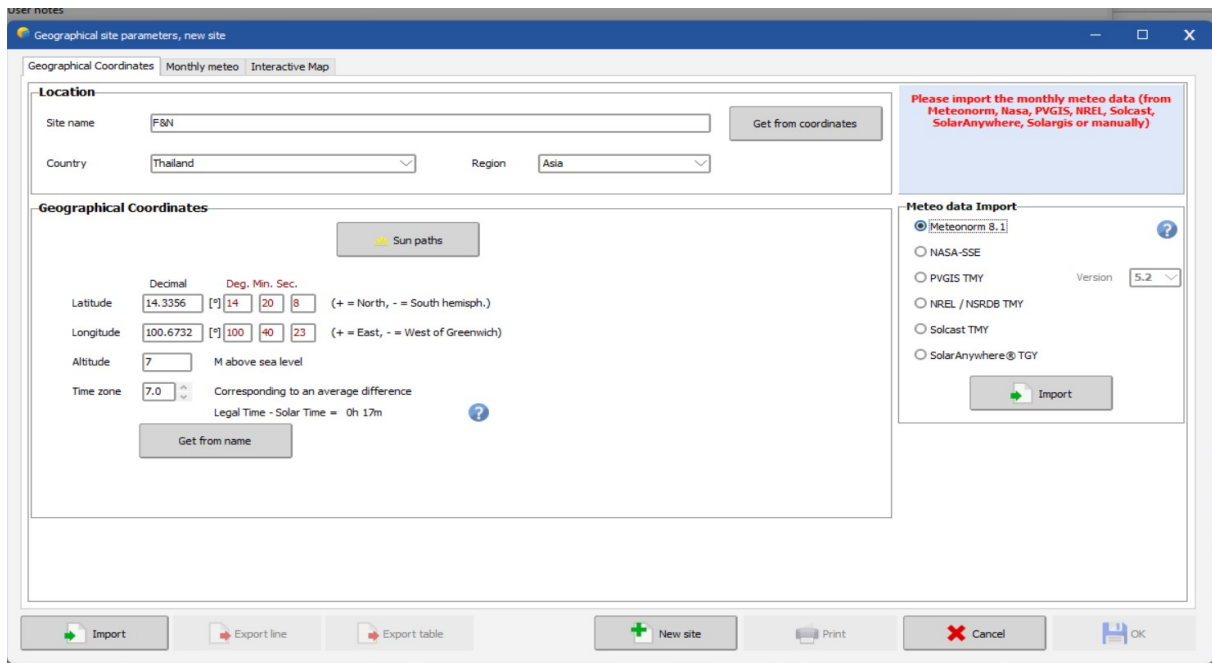 User notes
Geographical site parameters, new site
Geographical Coordinates Monthly meteo Interactive Map
Location
Site name F&N Get from coordinates
Country Thailand Region Asia
Please import the monthly meteo data (from
Meteonorm, Nasa, PVGIS, NREL, Solcast,
SolarAnywhere, Solargis or manually)
Geographical Coordinates
Sun paths
Decimal Deg. Min. Sec.
Latitude 14.3356 [°] 14 20 8 (+ = North, - = South hemisph.)
Longitude 100.6732 [°] 100 40 23 (+ = East, - = West of Greenwich)
Altitude 7 M above sea level
Time zone 7.0 Corresponding to an average difference
Legal Time - Solar Time = 0h 17m ?
Get from name
Meteo data Import
Meteonorm 8.1 ?
NASA-SSE
PVGIS TMY Version 5.2
NREL / NSRDB TMY
Solcast TMY
SolarAnywhere® TGY
Import
Import Export line Export table New site Print Cancel OK